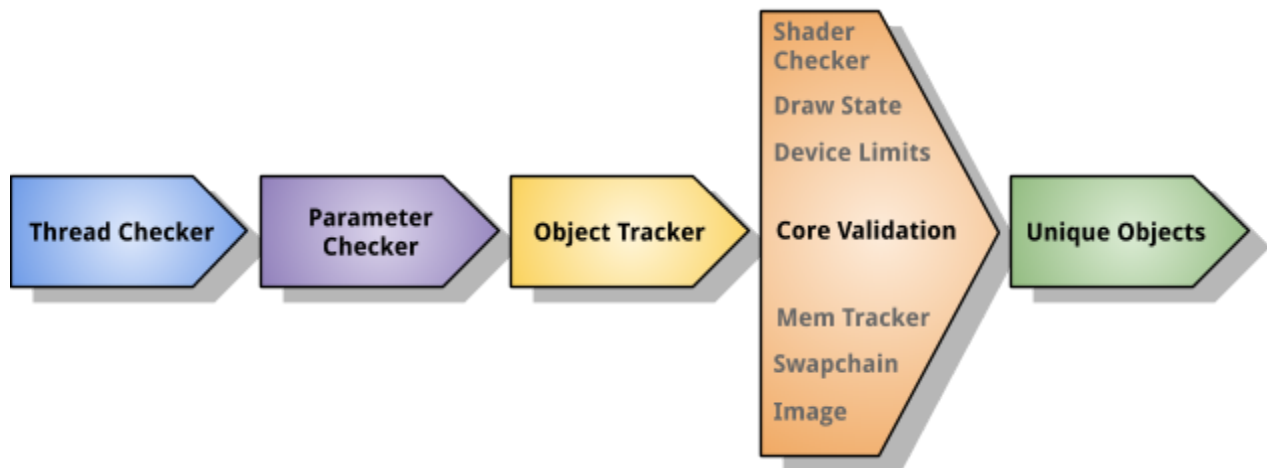 Thread Checker
Parameter
Checker
Object Tracker
Shader
Checker
Draw State
Device Limits
Core Validation
Mem Tracker
Swapchain
Image
Unique Objects